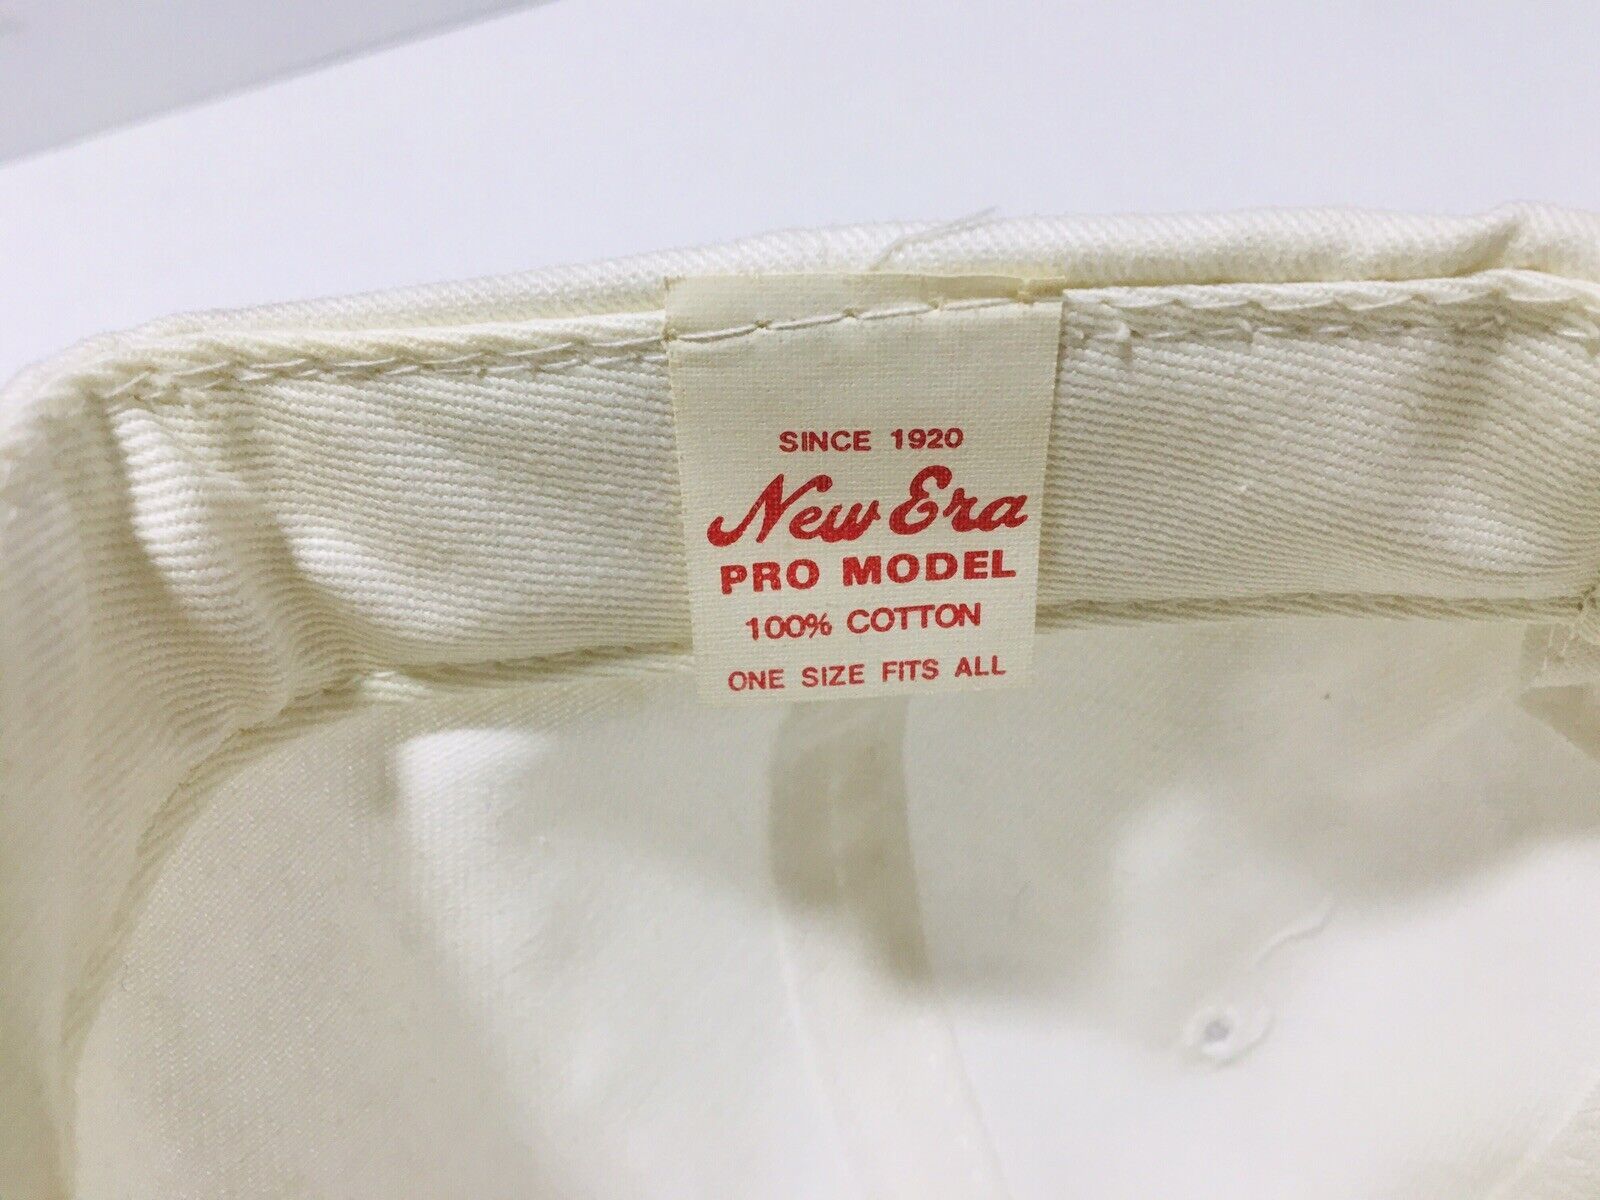 SINCE 1920
New Era
PRO MODEL
100% COTTON
ONE SIZE FITS ALL